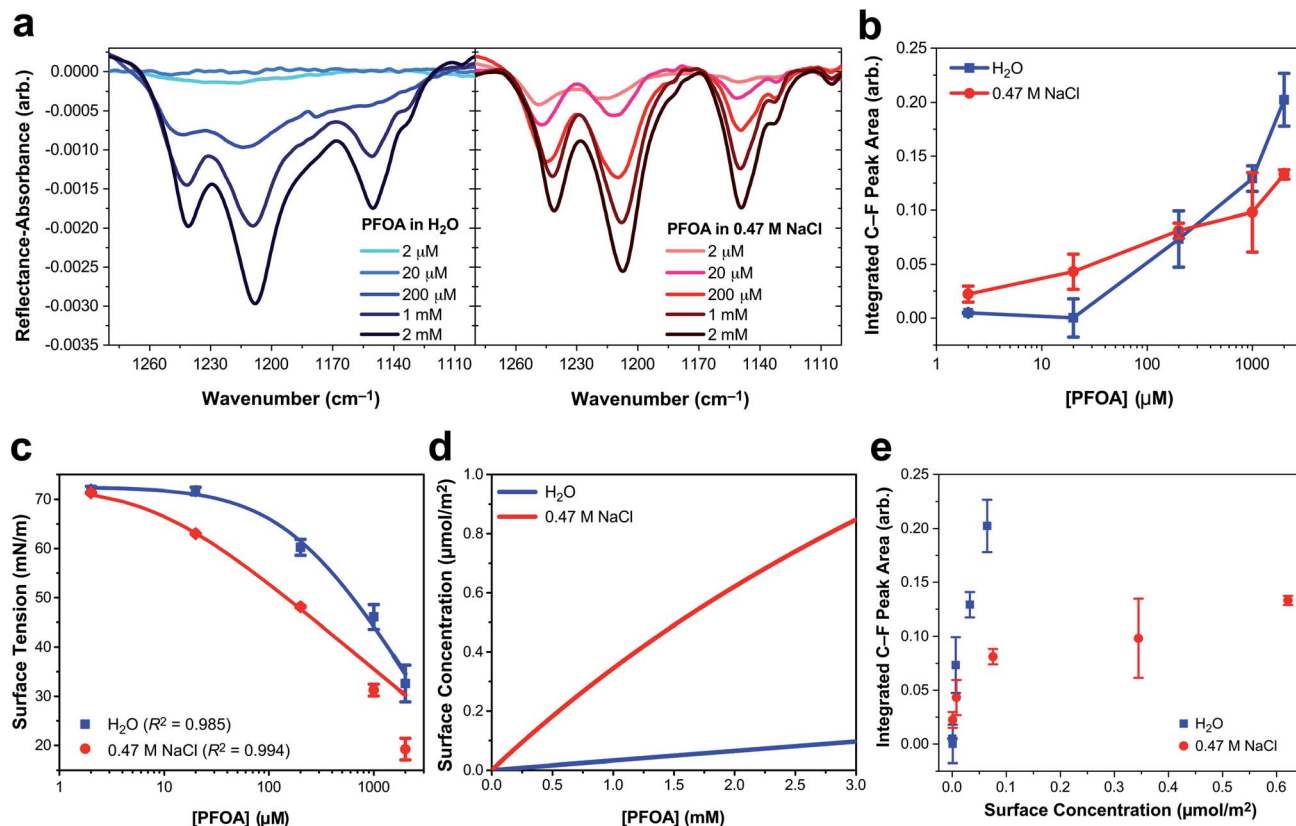 a
Reflectance-Absorbance (arb.)
0.0000
-0.0005
-0.0010
-0.0015
-0.0020
-0.0025
-0.0030
-0.0035
PFOA in H₂O
2 μM
20 μM
200 μM
1 mM
2 mM
1260 1230 1200 1170 1140 1110
Wavenumber (cm⁻¹)
PFOA in 0.47 M NaCl
2 μM
20 μM
200 μM
1 mM
2 mM
1260 1230 1200 1170 1140 1110
Wavenumber (cm⁻¹)
b
Integrated C–F Peak Area (arb.)
0.25
0.20
0.15
0.10
0.05
0.00
H₂O
0.47 M NaCl
1 10 100 1000
[PFOA] (μM)
c
Surface Tension (mN/m)
70
60
50
40
30
20
H₂O (R² = 0.985)
0.47 M NaCl (R² = 0.994)
1 10 100 1000
[PFOA] (μM)
d
Surface Concentration (μmol/m²)
1.0
0.8
0.6
0.4
0.2
0.0
H₂O
0.47 M NaCl
0.0 0.5 1.0 1.5 2.0 2.5 3.0
[PFOA] (mM)
e
Integrated C–F Peak Area (arb.)
0.25
0.20
0.15
0.10
0.05
0.00
H₂O
0.47 M NaCl
0.0 0.1 0.2 0.3 0.4 0.5 0.6
Surface Concentration (μmol/m²)